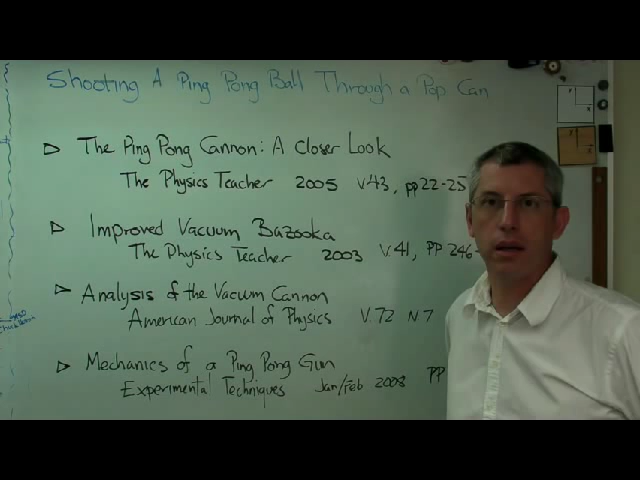 Shooting A Ping Pong Ball Through a Pop Can
▷ The Ping Pong Cannon: A Closer Look
The Physics Teacher 2005 V.43, pp 22-25
▷ Improved Vacuum Bazooka
The Physics Teacher 2003 V.41, PP 246-
▷ Analysis of the Vacuum Cannon
American Journal of Physics V.72 N 7
▷ Mechanics of a Ping Pong Gun
Experimental Techniques Jan/Feb 2008 PP